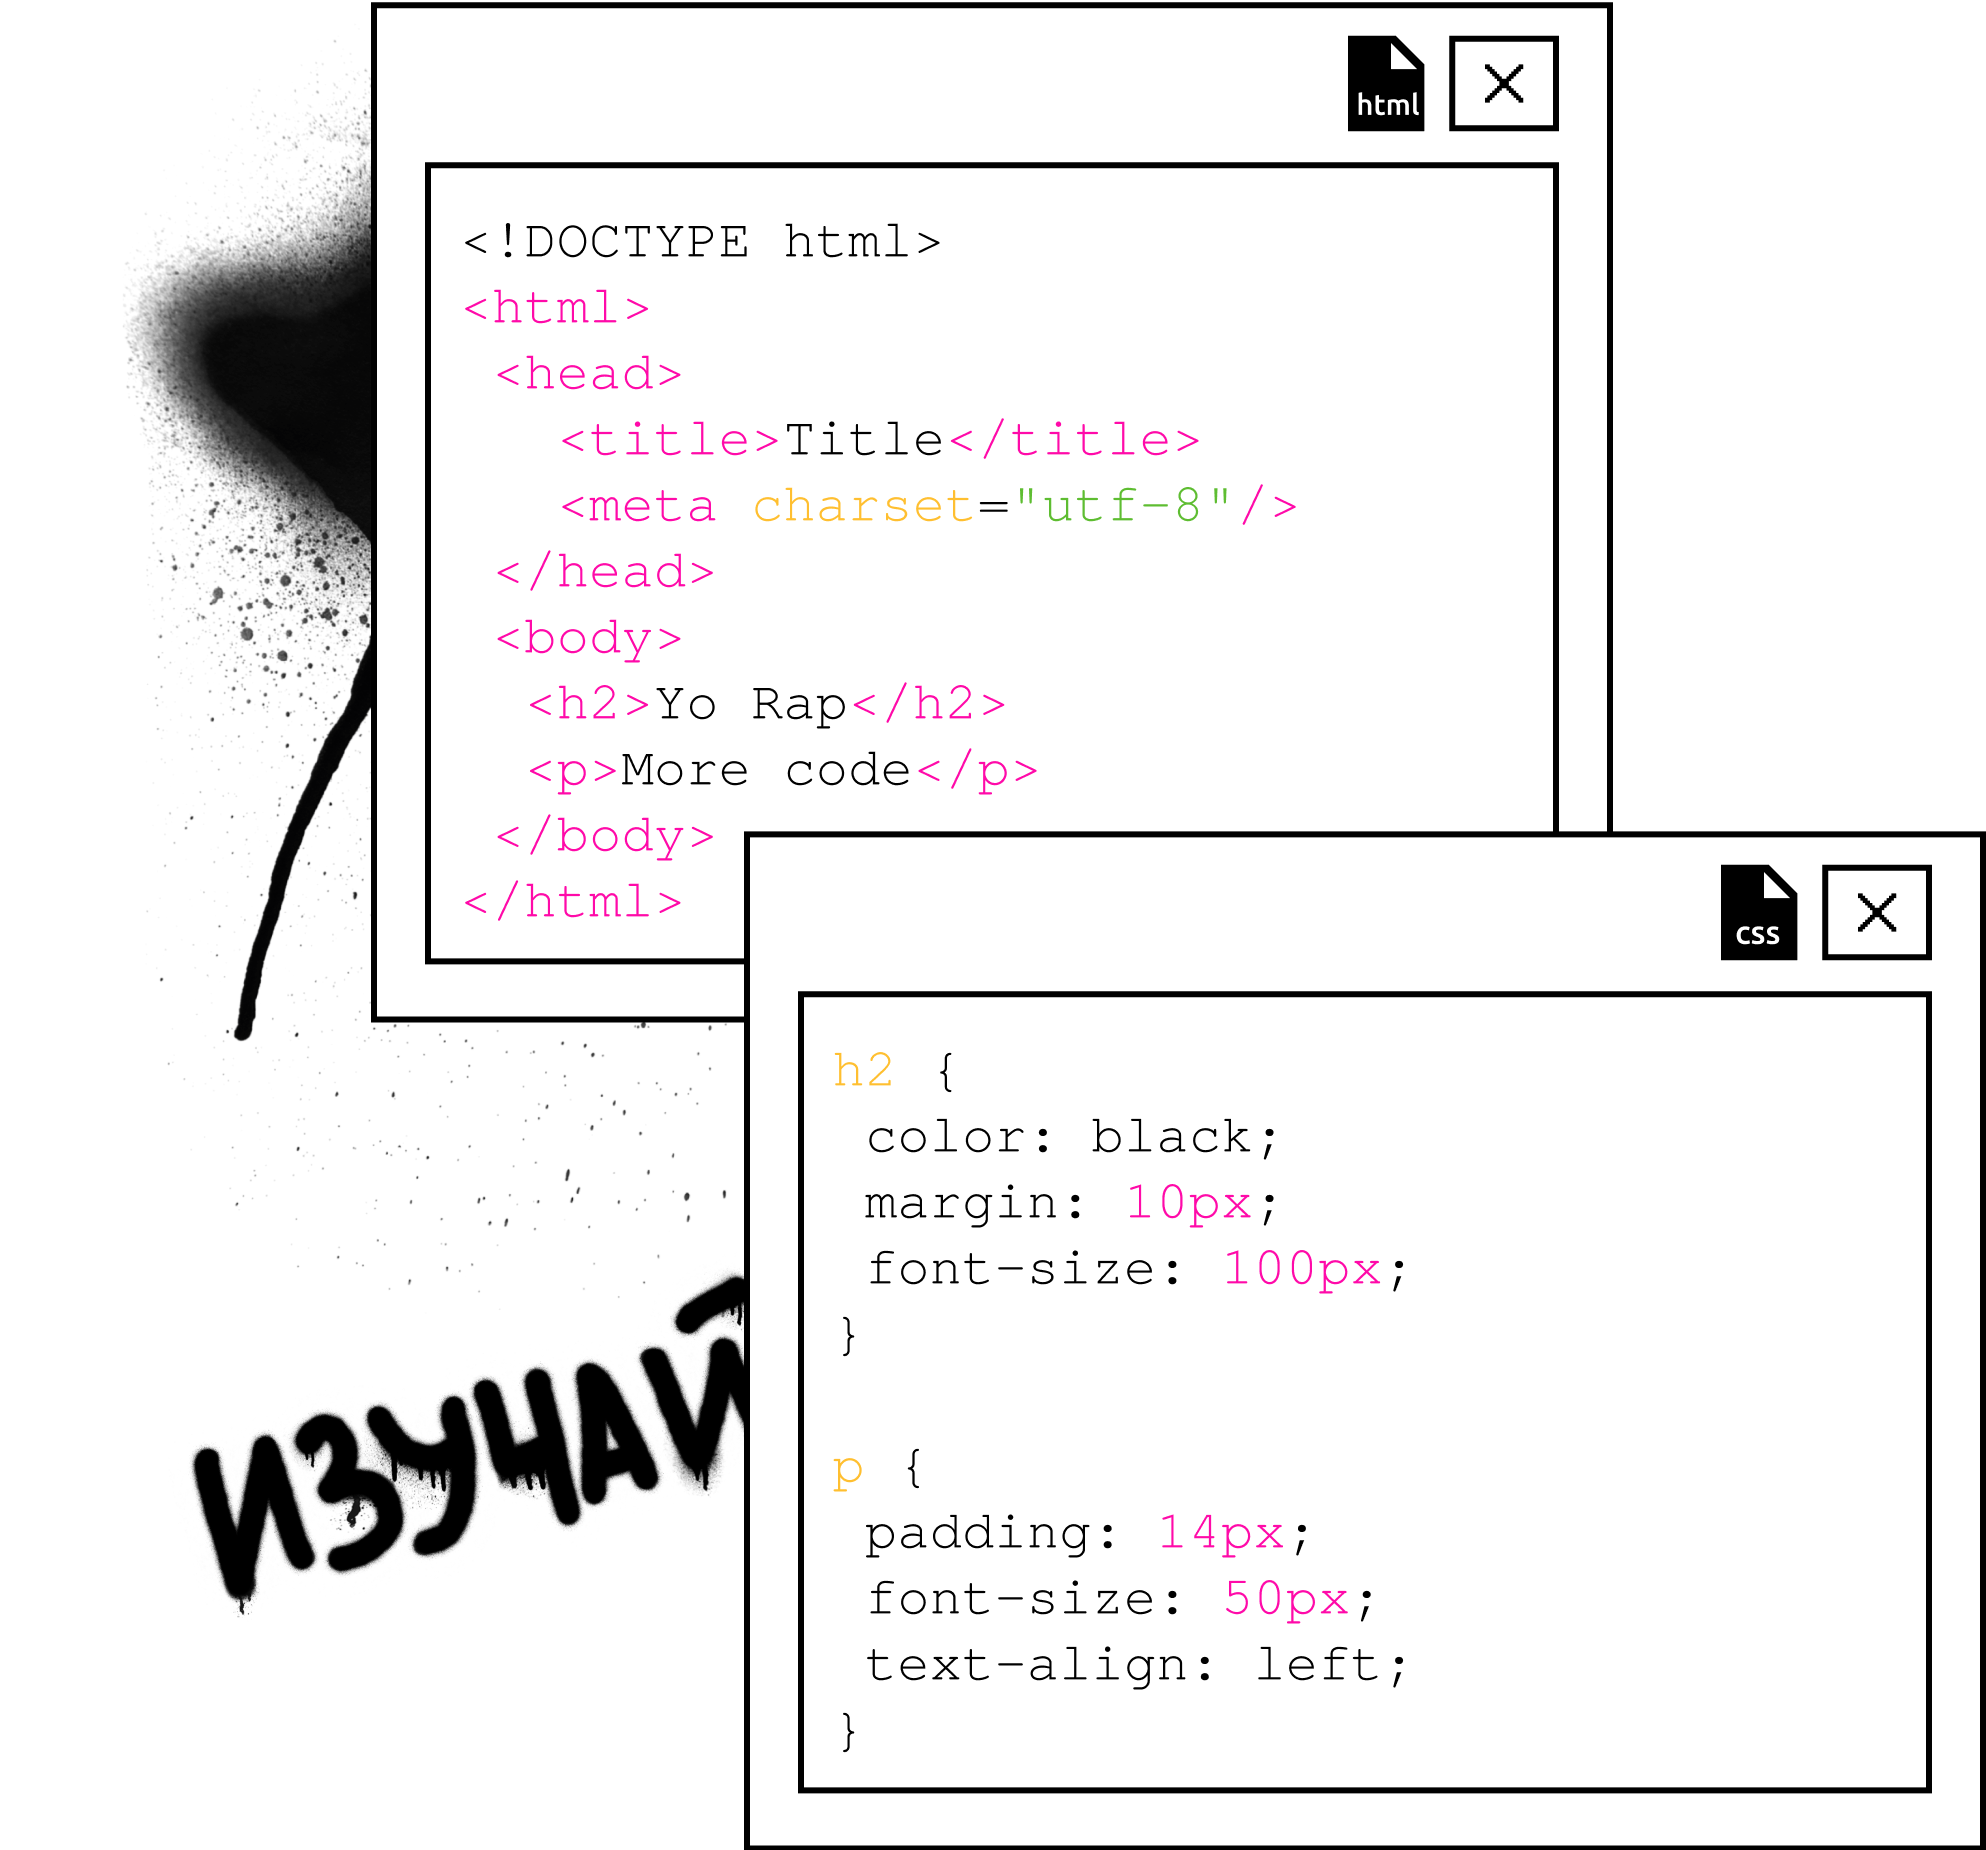 html
<!DOCTYPE html>
<html>
<head>
<title>Title</title>
<meta charset="utf-8"/>
</head>
<body>
<h2>Yo Rap</h2>
<p>More code</p>
</body>
</html>
css
h2 {
color: black;
margin: 10px;
font-size: 100px;
}
p {
padding: 14px;
font-size: 50px;
text-align: left;
}
ИЗУЧАЙ